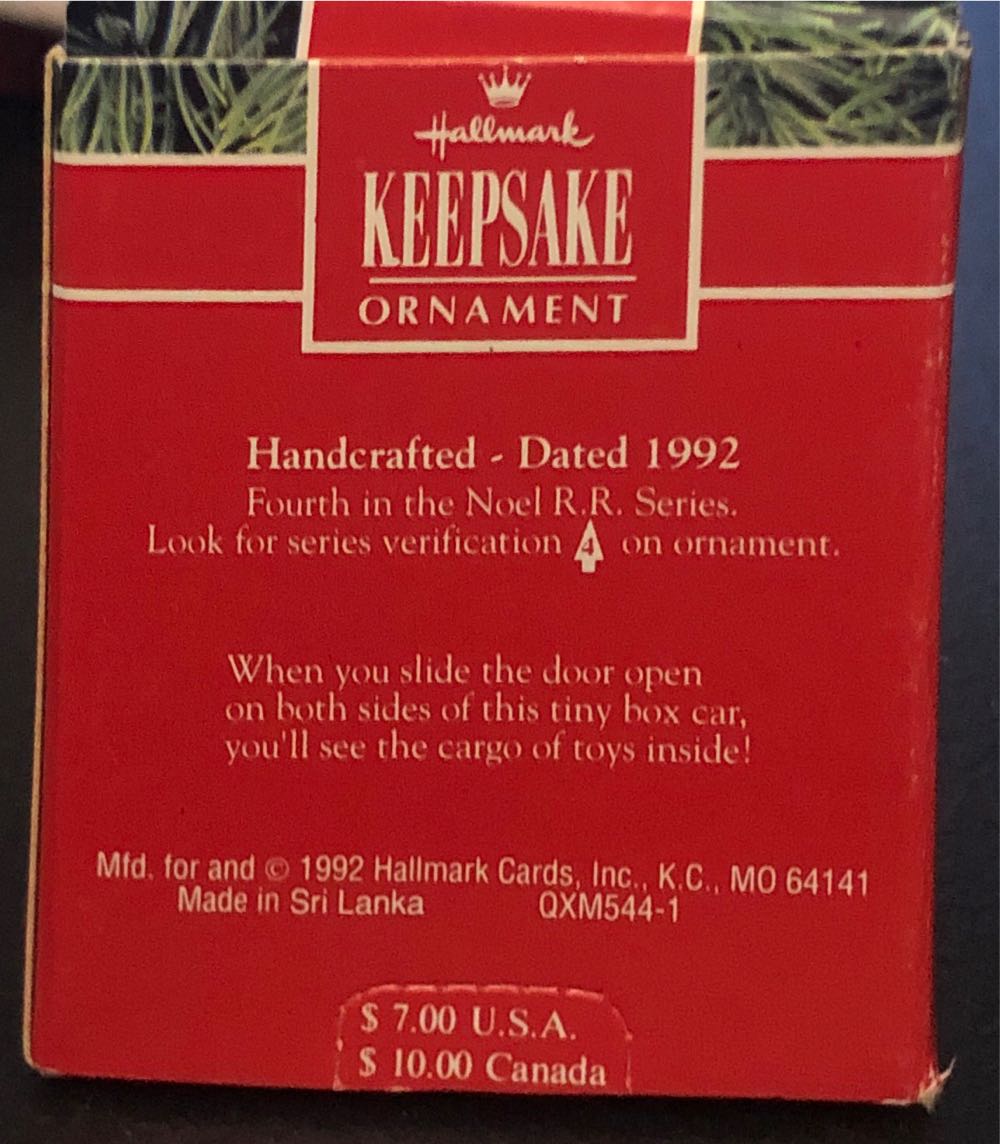 Hallmark
KEEPSAKE
ORNAMENT
Handcrafted - Dated 1992
Fourth in the Noel R.R. Series.
Look for series verification 4 on ornament.
When you slide the door open
on both sides of this tiny box car,
you'll see the cargo of toys inside!
Mfd. for and © 1992 Hallmark Cards, Inc., K.C., MO 64141
Made in Sri Lanka QXM544-1
$ 7.00 U.S.A.
$ 10.00 Canada